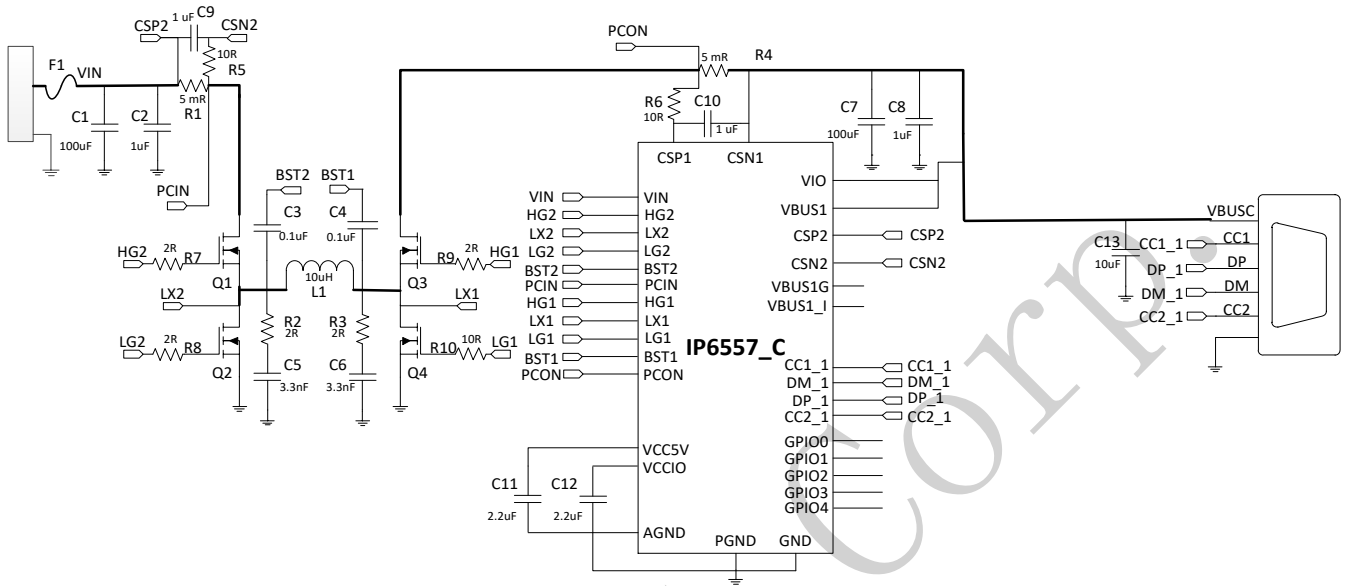 1 uF C9
CSP2 CSN2
10R
R5
F1 VIN
5 mR
R1
C1 C2
100uF 1uF
PCIN
BST2 BST1
C3 C4
0.1uF 0.1uF
HG2 2R R7
Q1
10uH
L1
R9 2R HG1
Q3
LX2 LX1
R2 R3
2R 2R
LG2 2R R8
Q2
R10 10R LG1
Q4
C5 C6
3.3nF 3.3nF
PCON
5 mR R4
R6 C10
10R 1 uF
C7 C8
100uF 1uF
CSP1 CSN1
VIN VIN
HG2 HG2
LX2 LX2
LG2 LG2
BST2 BST2
PCIN PCIN
HG1 HG1
LX1 LX1
LG1 LG1
BST1 BST1
PCON PCON
IP6557_C
VIO
VBUS1
CSP2 CSP2
CSN2 CSN2
VBUS1G
VBUS1_I
CC1_1 CC1_1
DM_1 DM_1
DP_1 DP_1
CC2_1 CC2_1
GPIO0
GPIO1
GPIO2
GPIO3
GPIO4
VCC5V
VCCIO
C11 C12
2.2uF 2.2uF
AGND
PGND GND
VBUSC
C13
10uF
CC1_1 CC1
DP_1 DP
DM_1 DM
CC2_1 CC2
Corp.